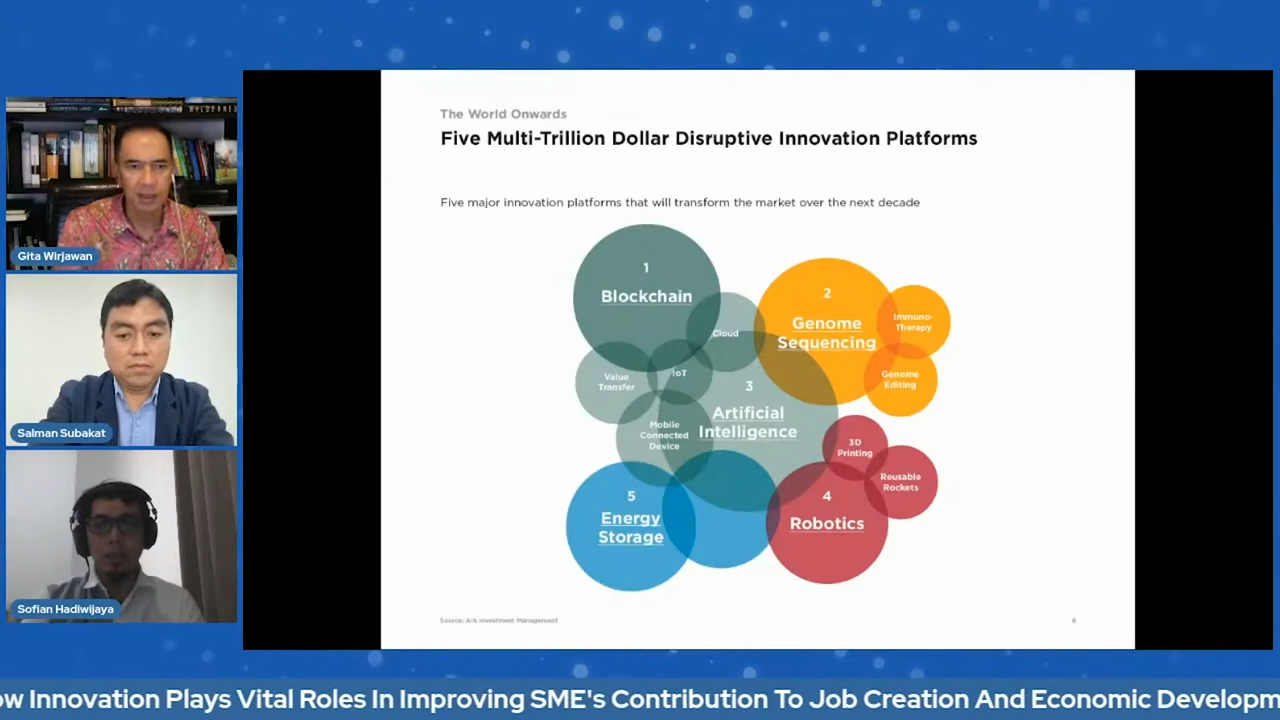 Gita Wirjawan
Salman Subakat
Sofian Hadiwijaya
The World Onwards
Five Multi-Trillion Dollar Disruptive Innovation Platforms
Five major innovation platforms that will transform the market over the next decade
1
Blockchain
Cloud
Value
Transfer
IoT
Mobile
Connected
Device
2
Genome
Sequencing
Immuno-
Therapy
Genome
Editing
3
Artificial
Intelligence
3D
Printing
Reusable
Rockets
4
Robotics
5
Energy
Storage
Source: Ark Investment Management
6
ow Innovation Plays Vital Roles In Improving SME's Contribution To Job Creation And Economic Developm